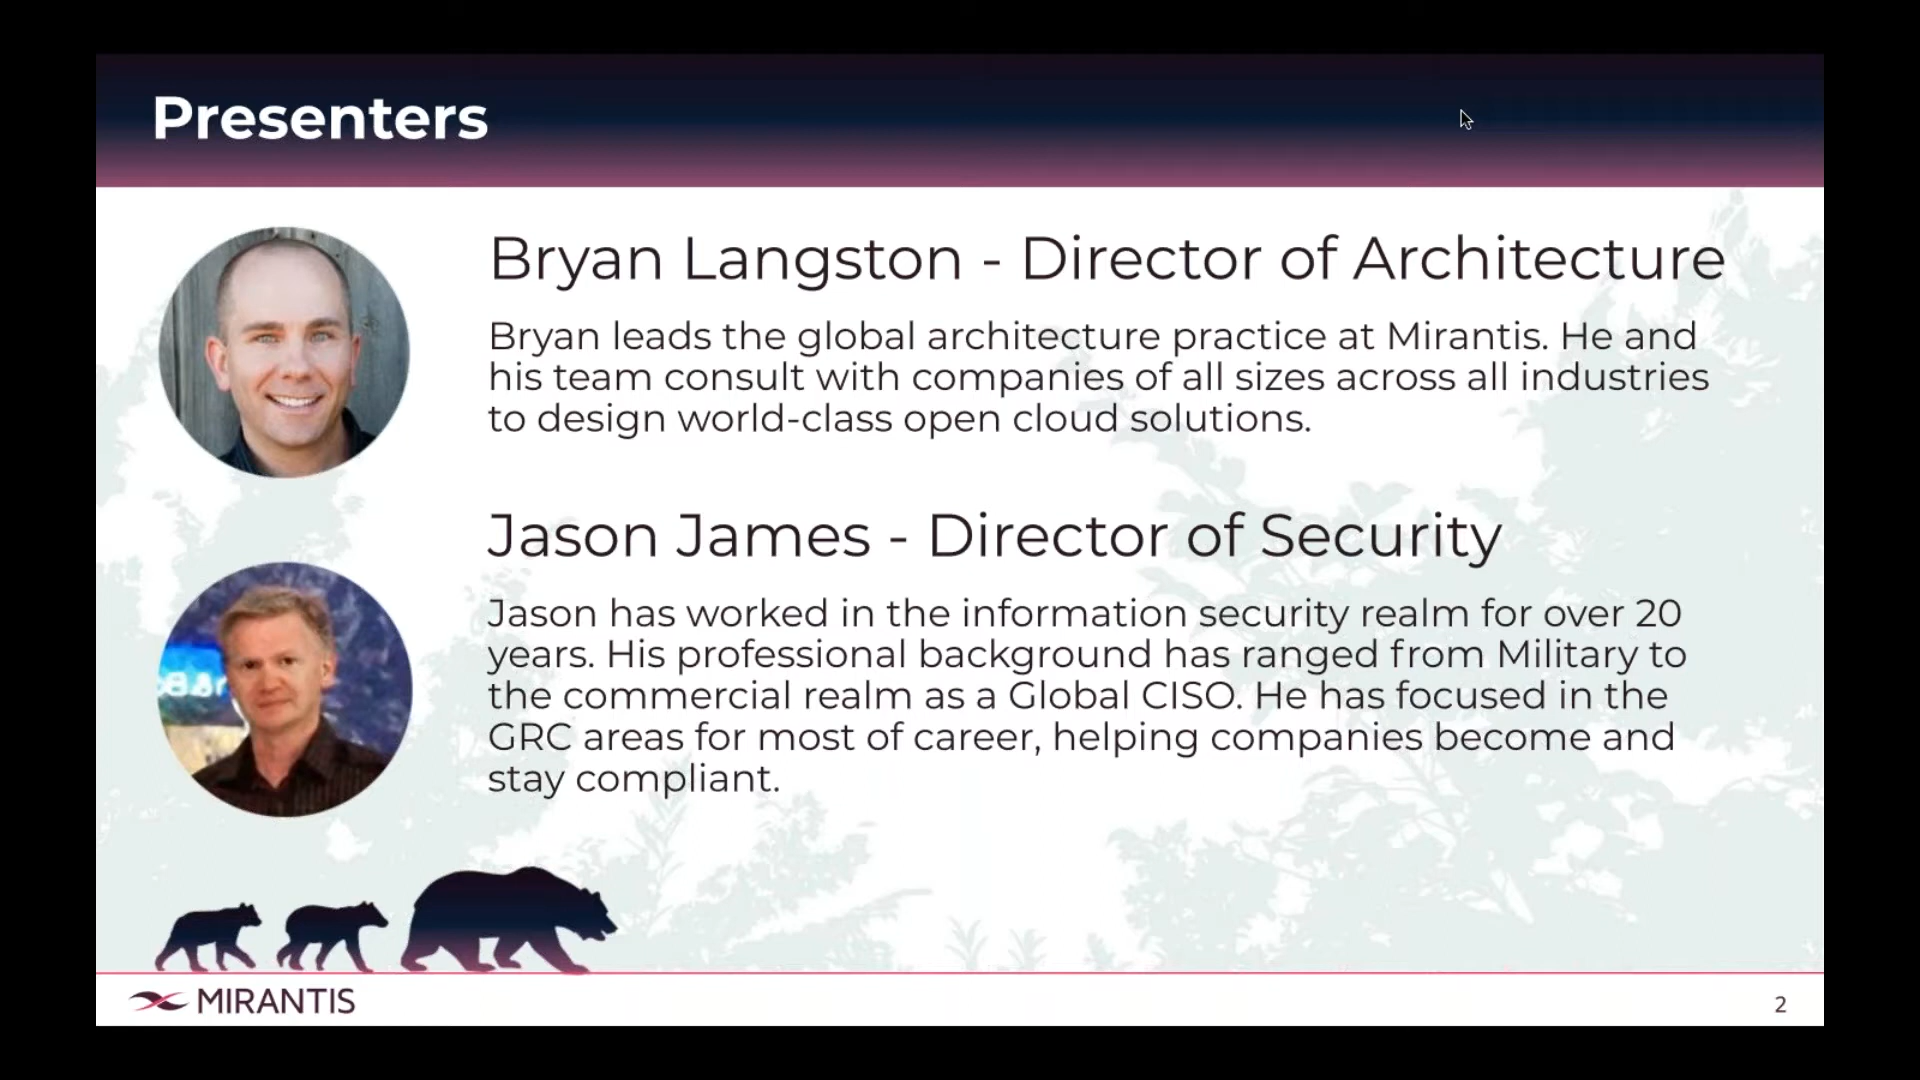 Presenters
Bryan Langston - Director of Architecture
Bryan leads the global architecture practice at Mirantis. He and
his team consult with companies of all sizes across all industries
to design world-class open cloud solutions.
Jason James - Director of Security
Jason has worked in the information security realm for over 20
years. His professional background has ranged from Military to
the commercial realm as a Global CISO. He has focused in the
GRC areas for most of career, helping companies become and
stay compliant.
MIRANTIS
2